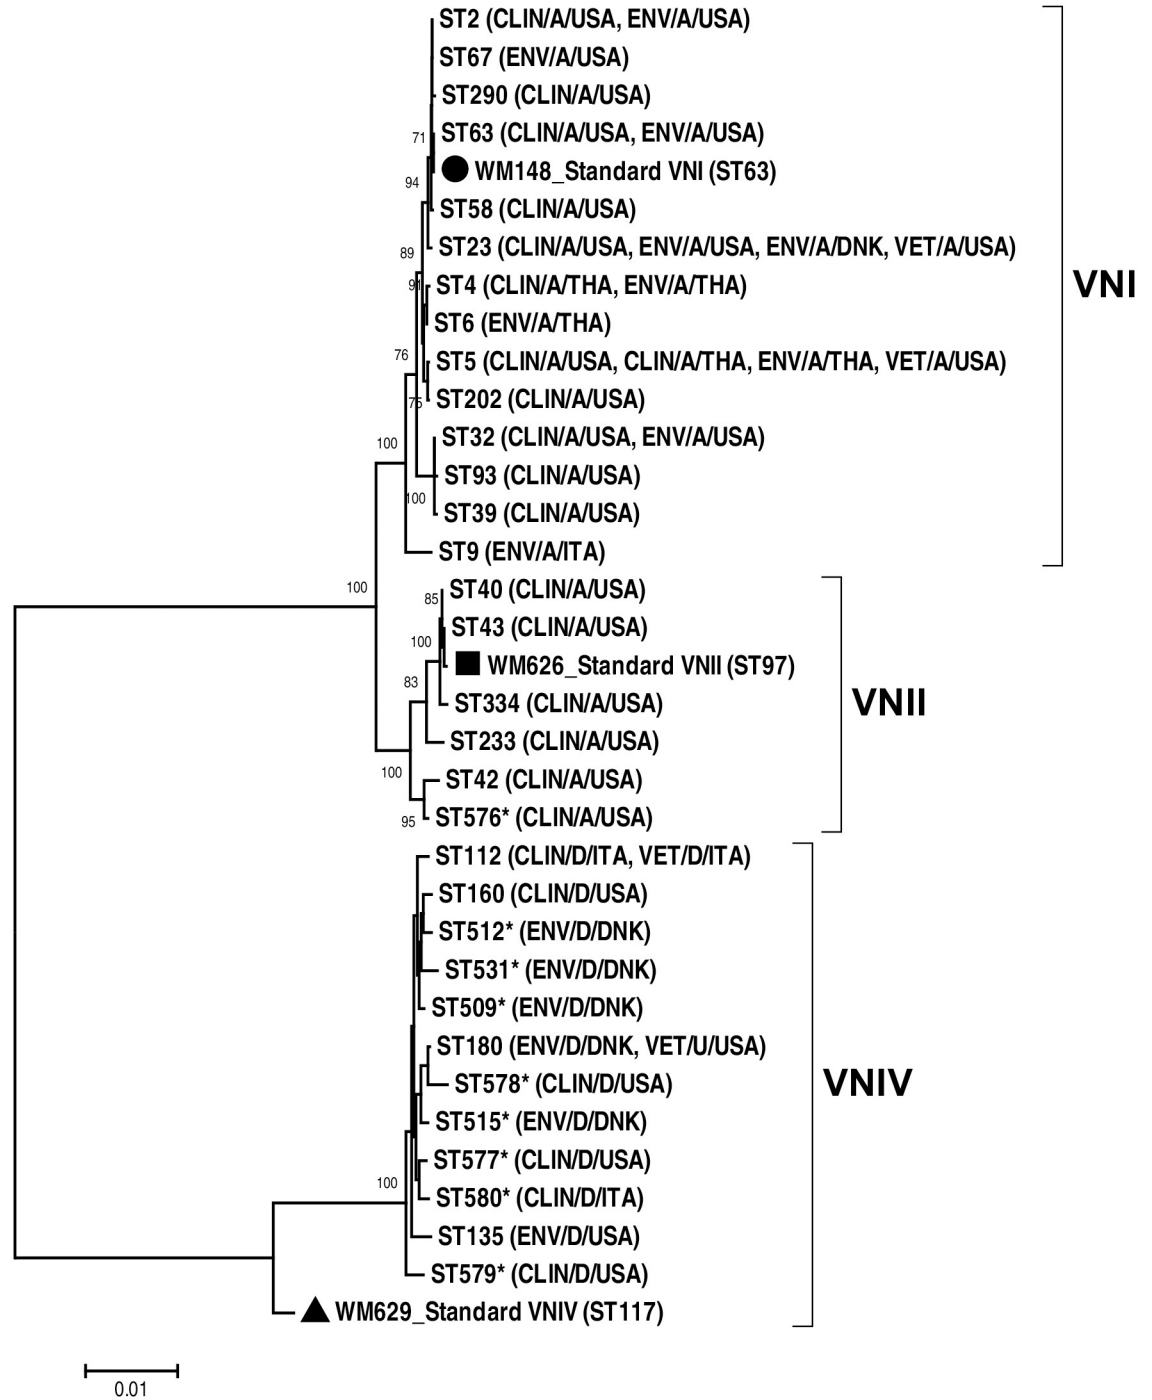 ST2 (CLIN/A/USA, ENV/A/USA)
ST67 (ENV/A/USA)
ST290 (CLIN/A/USA)
71
ST63 (CLIN/A/USA, ENV/A/USA)
WM148_Standard VNI (ST63)
94
ST58 (CLIN/A/USA)
89
ST23 (CLIN/A/USA, ENV/A/USA, ENV/A/DNK, VET/A/USA)
VNI
91
ST4 (CLIN/A/THA, ENV/A/THA)
ST6 (ENV/A/THA)
76
ST5 (CLIN/A/USA, CLIN/A/THA, ENV/A/THA, VET/A/USA)
75
ST202 (CLIN/A/USA)
100
ST32 (CLIN/A/USA, ENV/A/USA)
ST93 (CLIN/A/USA)
100
ST39 (CLIN/A/USA)
ST9 (ENV/A/ITA)
100
85
ST40 (CLIN/A/USA)
ST43 (CLIN/A/USA)
100
WM626_Standard VNII (ST97)
83
ST334 (CLIN/A/USA)
VNII
ST233 (CLIN/A/USA)
100
ST42 (CLIN/A/USA)
95
ST576* (CLIN/A/USA)
ST112 (CLIN/D/ITA, VET/D/ITA)
ST160 (CLIN/D/USA)
ST512* (ENV/D/DNK)
ST531* (ENV/D/DNK)
ST509* (ENV/D/DNK)
ST180 (ENV/D/DNK, VET/U/USA)
ST578* (CLIN/D/USA)
VNIV
ST515* (ENV/D/DNK)
ST577* (CLIN/D/USA)
100
ST580* (CLIN/D/ITA)
ST135 (ENV/D/USA)
ST579* (CLIN/D/USA)
WM629_Standard VNIV (ST117)
0.01